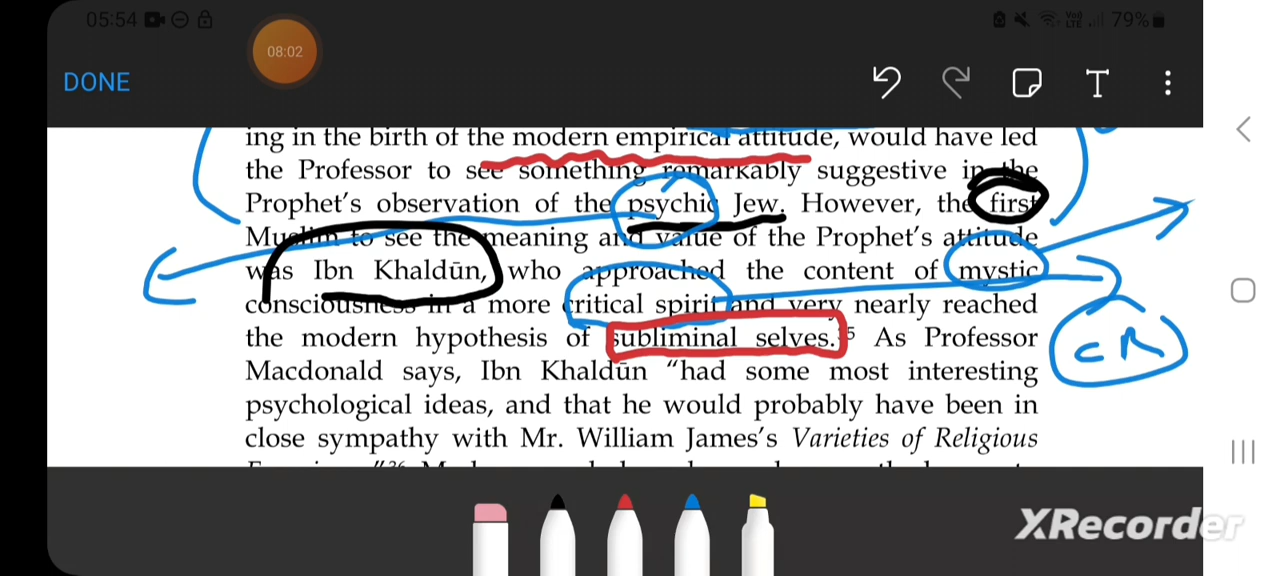 05:54
08:02
79%
DONE
T
ing in the birth of the modern empirical attitude, would have led
the Professor to see something remarkably suggestive in the
Prophet's observation of the psychic Jew. However, the first
Muslim to see the meaning and value of the Prophet's attitude
was Ibn Khaldūn, who approached the content of mystic
consciousness in a more critical spirit and very nearly reached
the modern hypothesis of subliminal selves.35 As Professor
Macdonald says, Ibn Khaldūn "had some most interesting
psychological ideas, and that he would probably have been in
close sympathy with Mr. William James's Varieties of Religious
CR
XRecorder